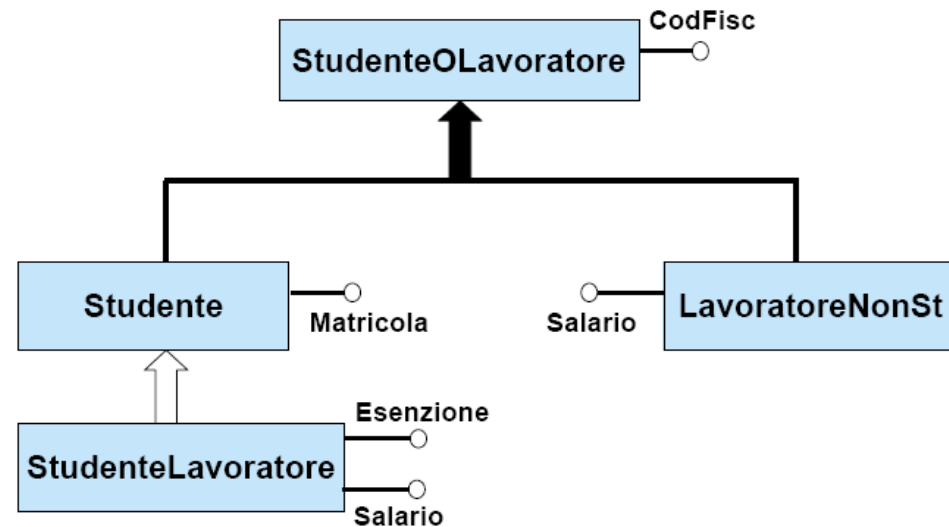 CodFisc
StudenteOLavoratore
Studente
Matricola
Salario
LavoratoreNonSt
Esenzione
StudenteLavoratore
Salario